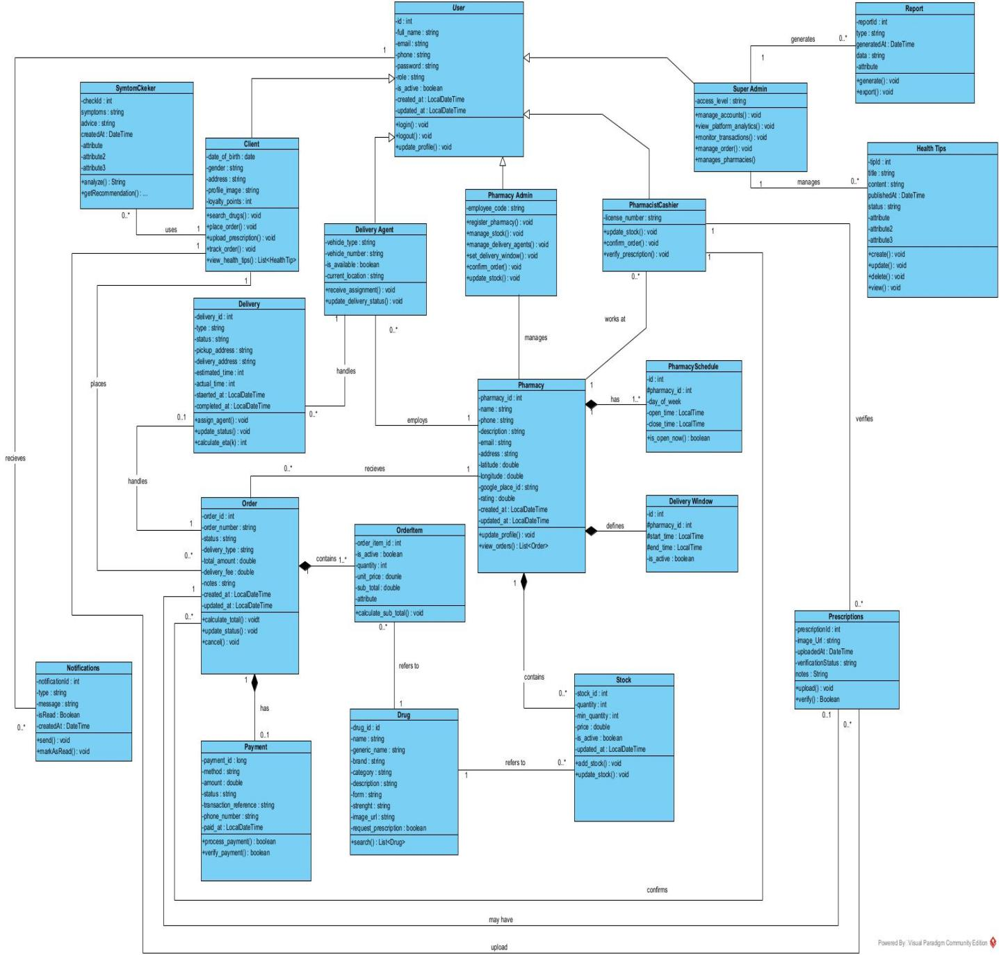 User
-id : int
-full_name : string
-email : string
-phone : string
-password : string
-role : string
-is_active : boolean
-created_at : LocalDateTime
-updated_at : LocalDateTime
+login() : void
+logout() : void
+update_profile() : void
Report
-reportId : int
type : string
generatedAt : DateTime
data : string
-attribute
+generate() : void
+export() : void
generates
0..*
1
1
SymtomCkeker
-checkId : int
symptoms : string
advice : string
createdAt : DateTime
-attribute
-attribute2
-attribute3
+analyze() : String
+getRecommendation() : ...
0..*
uses
1
1
Client
-date_of_birth : date
-gender : string
-address : string
-profile_image : string
-loyalty_points : int
+search_drugs() : void
+place_order() : void
+upload_prescription() : void
+track_order() : void
+view_health_tips() : List<HealthTip>
1
Super Admin
-access_level : string
+manage_accounts() : void
+view_platform_analytics() : void
+monitor_transactions() : void
+manage_order() : void
+manages_pharmacies()
1
manages
0..*
Health Tips
-tipId : int
title : string
content : string
publishedAt : DateTime
status : string
-attribute
-attribute2
-attribute3
+create() : void
+update() : void
+delete() : void
+view() : void
Pharmacy Admin
-employee_code : string
+register_pharmacy() : void
+manage_stock() : void
+manage_delivery_agents() : void
+set_delivery_window() : void
+confirm_order() : void
+update_stock() : void
PharmacistCashier
-license_number : string
+update_stock() : void
+confirm_order() : void
+verify_prescription() : void
1
1
0..*
works at
manages
Delivery Agent
-vehicle_type : string
-vehicle_number : string
-is_available : boolean
-current_location : string
+receive_assignment() : void
+update_delivery_status() : void
1
0..*
handles
employs
1
Delivery
-delivery_id : int
-type : string
-status : string
-pickup_address : string
-delivery_address : string
-estimated_time : int
-actual_time : int
-staerted_at : LocalDateTime
-completed_at : LocalDateTime
+assign_agent() : void
+update_status() : void
+calculate_eta(k) : int
0..*
0..1
places
recieves
handles
Pharmacy
-pharmacy_id : int
-name : string
-phone : string
-description : string
-email : string
-address : string
-latitude : double
-longitude : double
-google_place_id : string
-rating : double
-created_at : LocalDateTime
-updated_at : LocalDateTime
+update_profile() : void
+view_orders() : List<Order>
1
has
1..*
1
PharmacySchedule
-id : int
#pharmacy_id : int
-day_of_week
-open_time : LocalTime
-close_time : LocalTime
+is_open_now() : boolean
verifies
0..*
recieves
1
defines
Delivery Window
-id : int
#pharmacy_id : int
#start_time : LocalTime
#end_time : LocalTime
-is_active : boolean
Order
-order_id : int
-order_number : string
-status : string
-delivery_type : string
-total_amount : double
-delivery_fee : double
-notes : string
-created_at : LocalDateTime
-updated_at : LocalDateTime
+calculate_total() : voidt
+update_status() : void
+cancel() : void
1
0..*
1
0..*
contains
1..*
1
OrderItem
-order_item_id : int
-is_active : boolean
-quantity : int
-unit_price : dounle
-sub_total : double
-attribute
+calculate_sub_total() : void
0..*
refers to
1
1
contains
0..*
0..*
Prescriptions
-prescriptionId : int
-image_Url : string
-uploadedAt : DateTime
-verificationStatus : string
notes : String
+upload() : void
+verify() : Boolean
0..1
0..*
Notifications
-notificationId : int
-type : string
-message : string
-isRead : Boolean
-createdAt : DateTime
+send() : void
+markAsRead() : void
0..*
1
has
0..1
Payment
-payment_id : long
-method : string
-amount : double
-status : string
-transaction_reference : string
-phone_number : string
-paid_at : LocalDateTime
+process_payment() : boolean
+verify_payment() : boolean
Drug
-drug_id : id
-name : string
-generic_name : string
-brand : string
-category : string
-description : string
-form : string
-strenght : string
-image_url : string
-request_prescription : boolean
+search() : List<Drug>
1
refers to
0..*
Stock
-stock_id : int
-quantity : int
-min_quantity : int
-price : double
-is_active : boolean
-updated_at : LocalDateTime
+add_stock() : void
+update_stock() : void
confirms
may have
upload
Powered By Visual Paradigm Community Edition